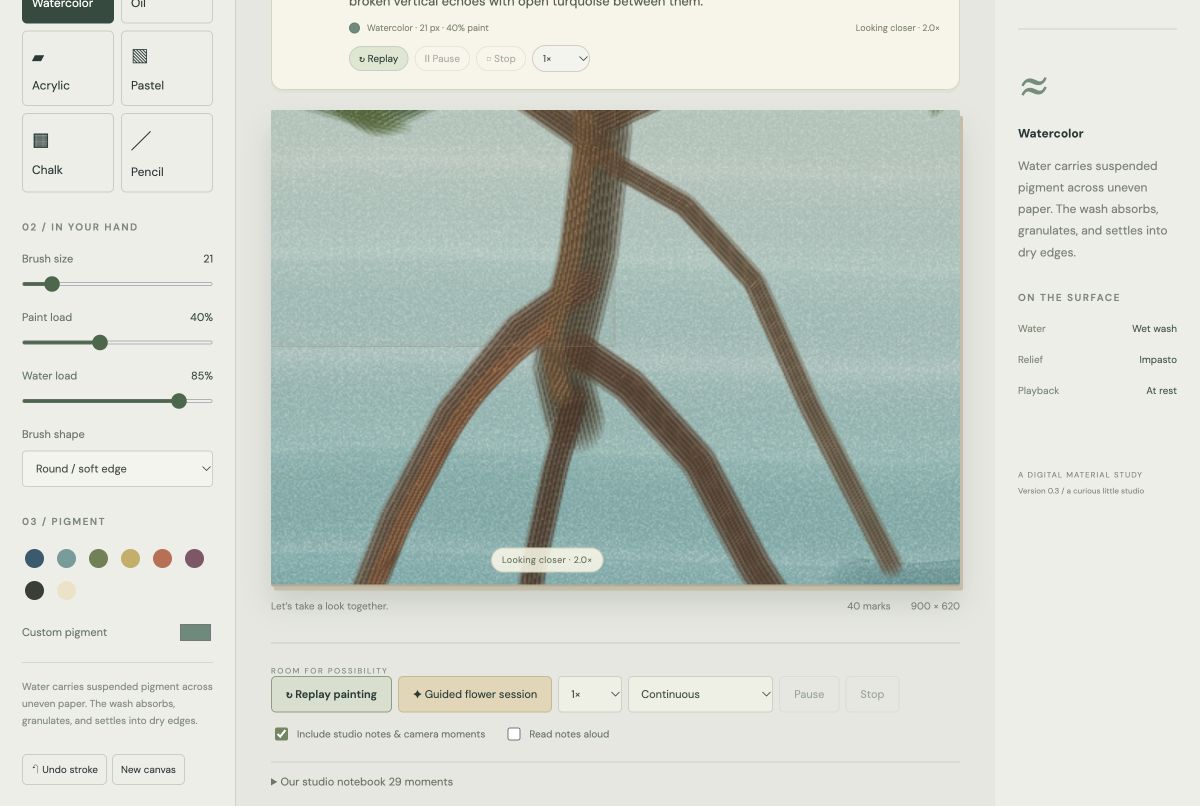 Watercolor
Oil
Acrylic
Pastel
Chalk
Pencil
02 / IN YOUR HAND
Brush size 21
Paint load 40%
Water load 85%
Brush shape
Round / soft edge
03 / PIGMENT
Custom pigment
Water carries suspended pigment across
uneven paper. The wash absorbs,
granulates, and settles into dry edges.
Undo stroke
New canvas
broken vertical echoes with open turquoise between them.
Watercolor · 21 px · 40% paint
Looking closer · 2.0×
↻ Replay
II Pause
Stop
1×
Looking closer · 2.0×
Let's take a look together.
40 marks
900 × 620
ROOM FOR POSSIBILITY
↻ Replay painting
✦ Guided flower session
1×
Continuous
Pause
Stop
Include studio notes & camera moments
Read notes aloud
Our studio notebook 29 moments
Watercolor
Water carries suspended
pigment across uneven
paper. The wash absorbs,
granulates, and settles into
dry edges.
ON THE SURFACE
Water Wet wash
Relief Impasto
Playback At rest
A DIGITAL MATERIAL STUDY
Version 0.3 / a curious little studio